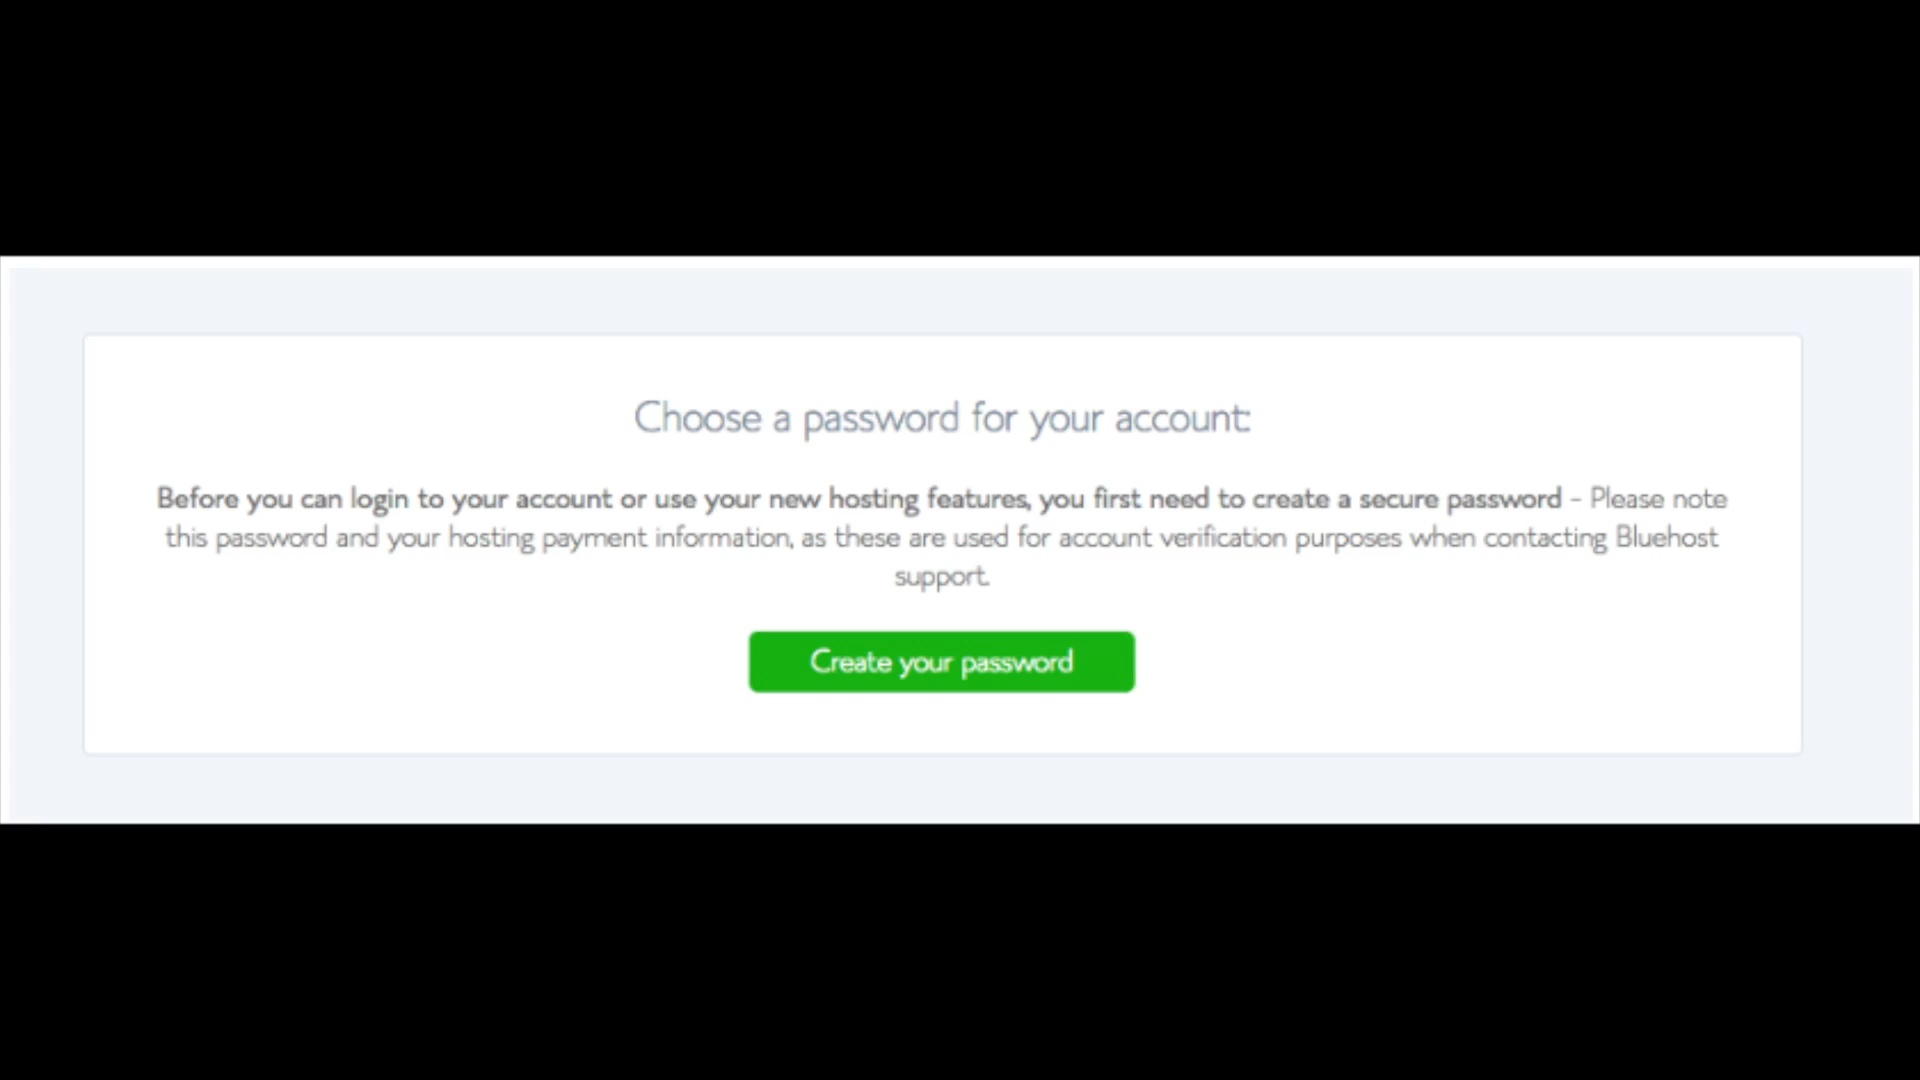 Choose a password for your account:
Before you can login to your account or use your new hosting features, you first need to create a secure password - Please note
this password and your hosting payment information, as these are used for account verification purposes when contacting Bluehost
support.
Create your password